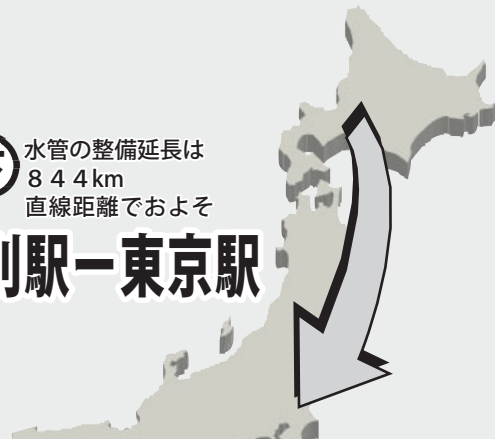 水管の整備延長は
８４４km
直線距離でおよそ
駅ー東京駅